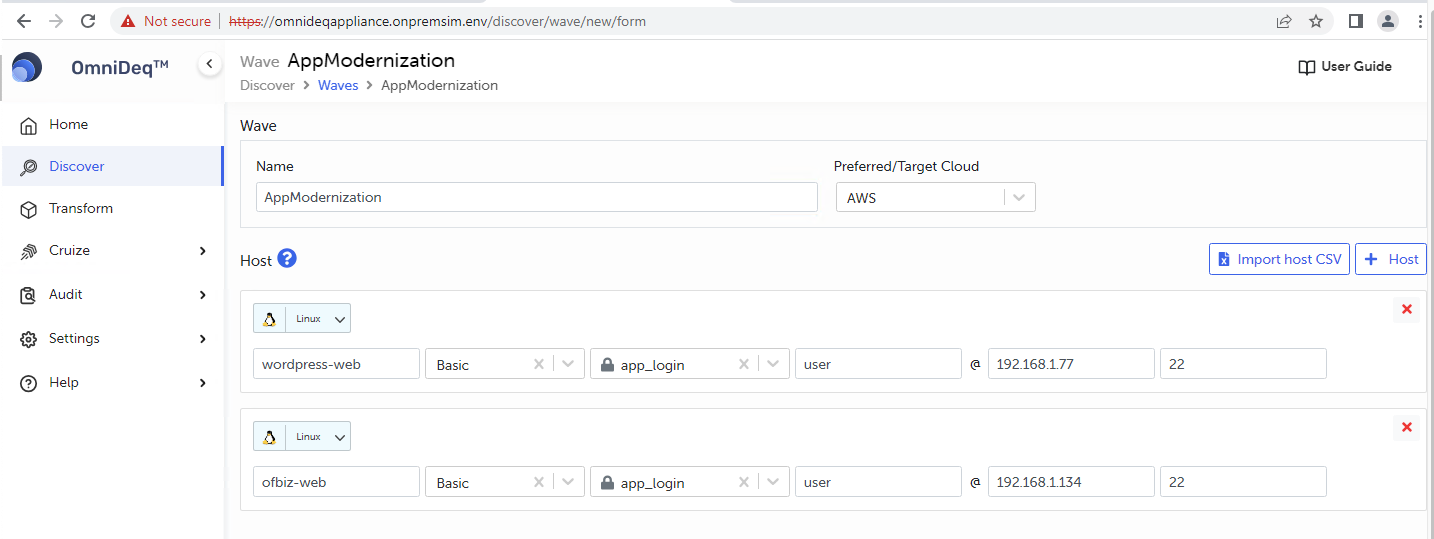 Not secure https://omnideqappliance.onpremsim.env/discover/wave/new/form
OmniDeq™
Wave AppModernization
Discover > Waves > AppModernization
User Guide
Home
Discover
Transform
Cruize
Audit
Settings
Help
Wave
Name
Preferred/Target Cloud
AppModernization
AWS
Host ?
Import host CSV
+ Host
Linux
wordpress-web Basic app_login user @ 192.168.1.77 22
Linux
ofbiz-web Basic app_login user @ 192.168.1.134 22